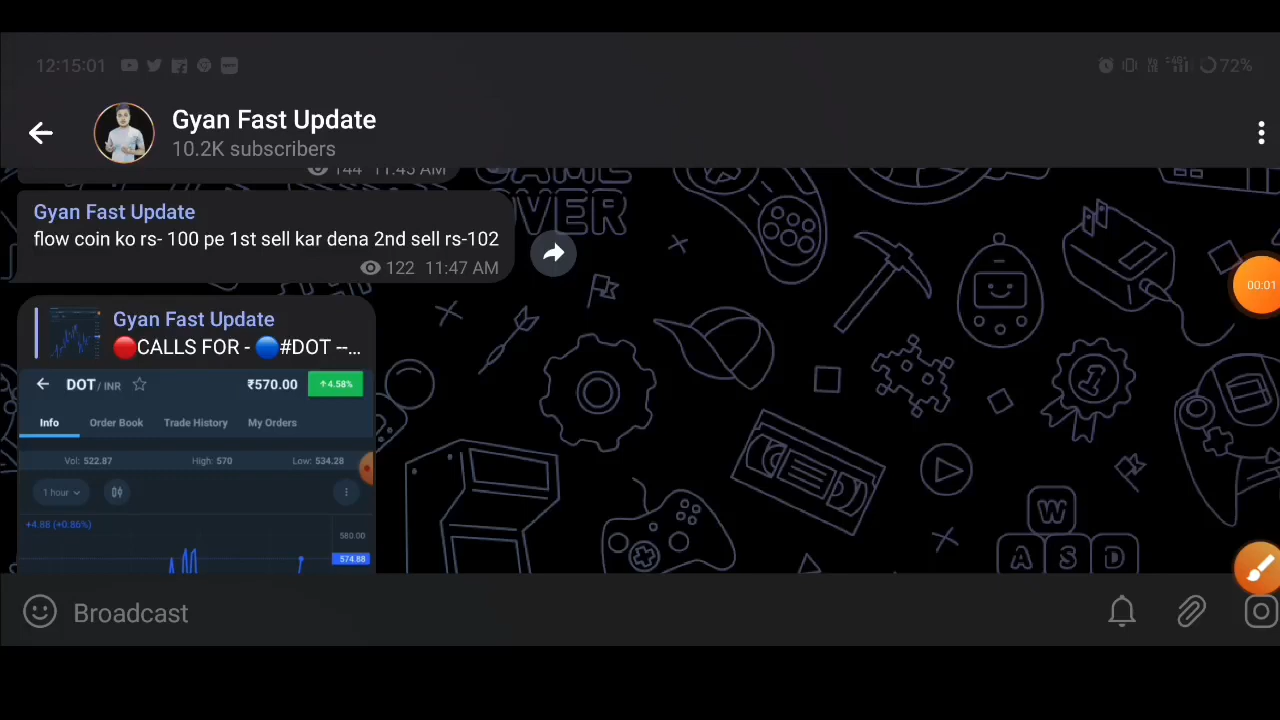 12:15:01
72%
Gyan Fast Update
10.2K subscribers
144 11:45 AM
GAME
OVER
Gyan Fast Update
flow coin ko rs- 100 pe 1st sell kar dena 2nd sell rs-102
122 11:47 AM
00:01
Gyan Fast Update
🔴CALLS FOR - 🔵#DOT --...
DOT / INR ₹570.00 ↑4.58%
Info Order Book Trade History My Orders
Vol: 522.87 High: 570 Low: 534.28
1 hour
+4.88 (+0.86%)
580.00
574.88
1
W
A S D
Broadcast